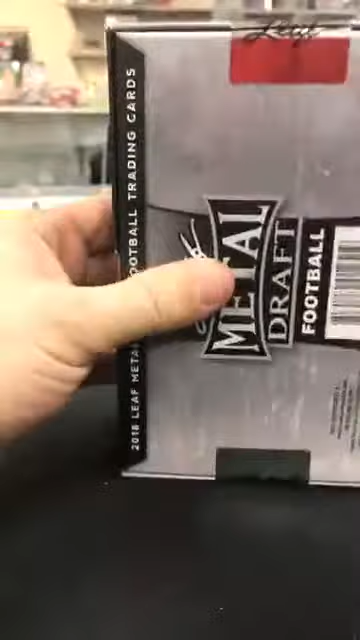 Leaf
2018 LEAF METAL FOOTBALL TRADING CARDS
METAL
DRAFT
FOOTBALL